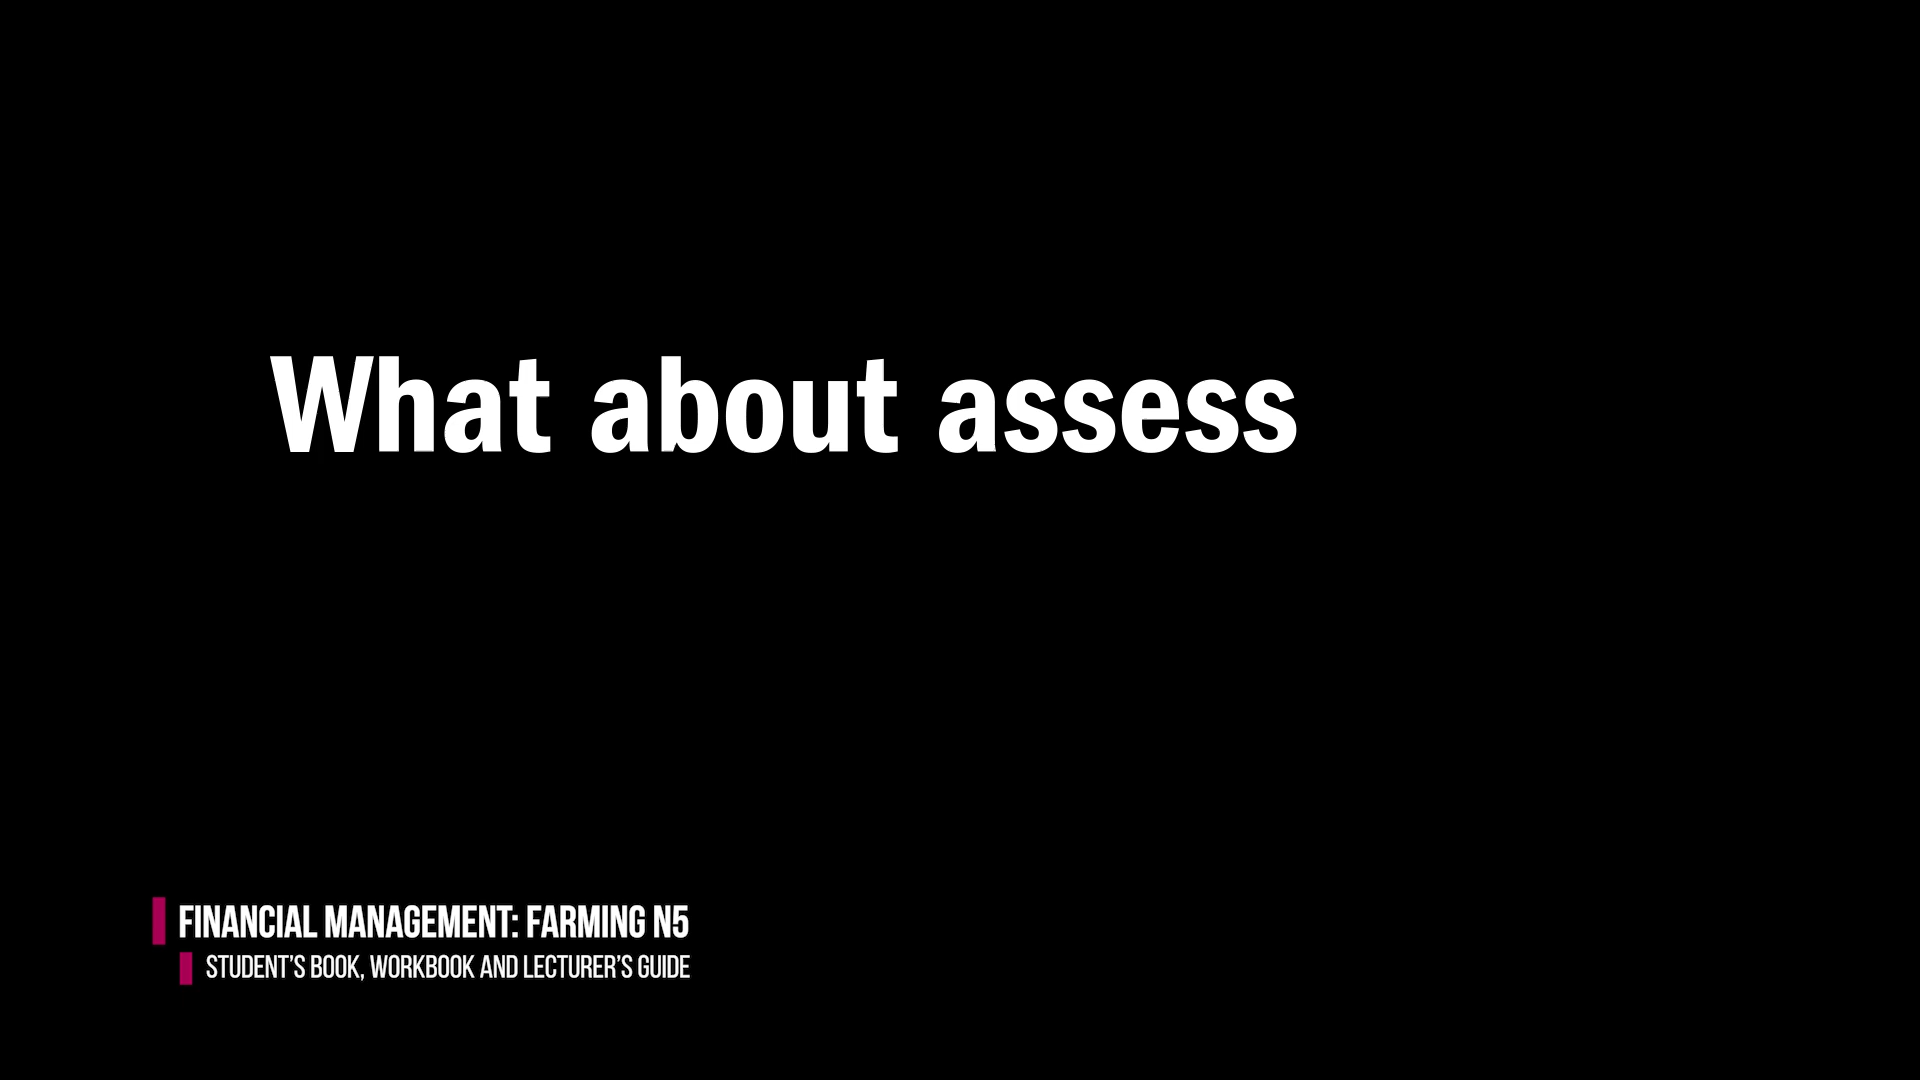 What about assess
FINANCIAL MANAGEMENT: FARMING N5
STUDENT’S BOOK, WORKBOOK AND LECTURER’S GUIDE